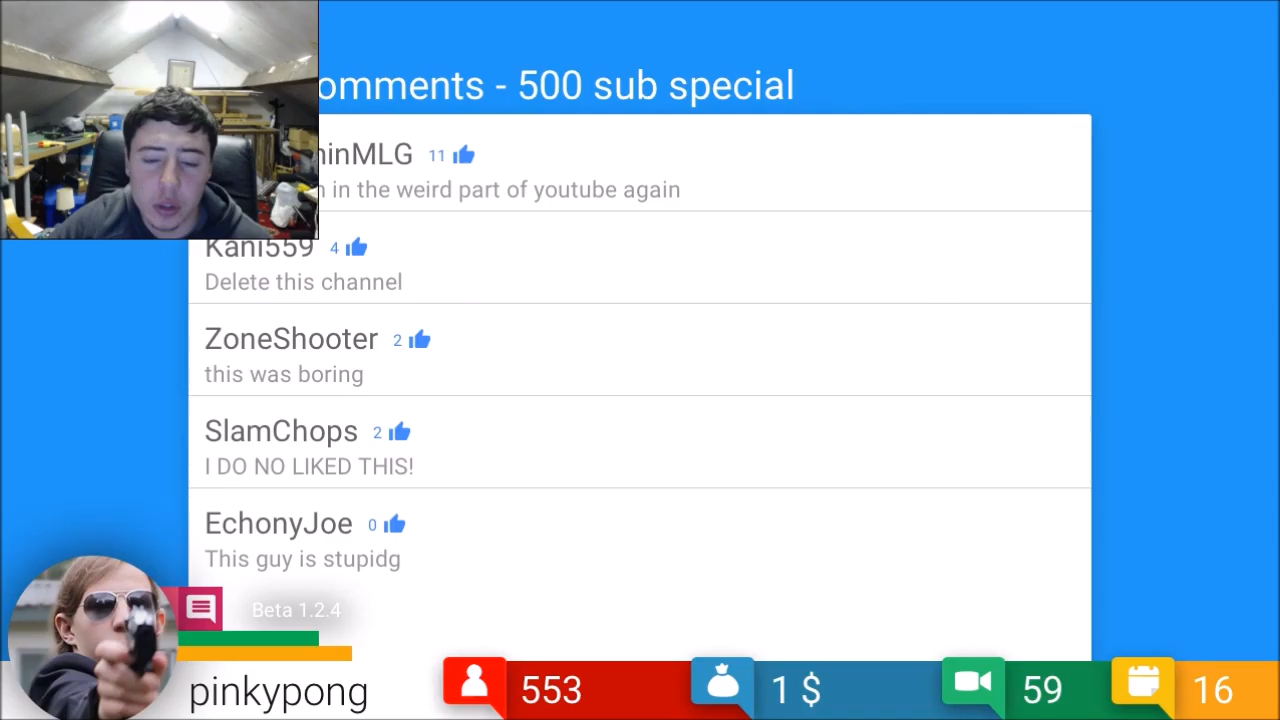 omments - 500 sub special
inMLG 11
in the weird part of youtube again
Kani559 4
Delete this channel
ZoneShooter 2
this was boring
SlamChops 2
I DO NO LIKED THIS!
EchonyJoe 0
This guy is stupidg
Beta 1.2.4
pinkypong
553
1 $
59
16